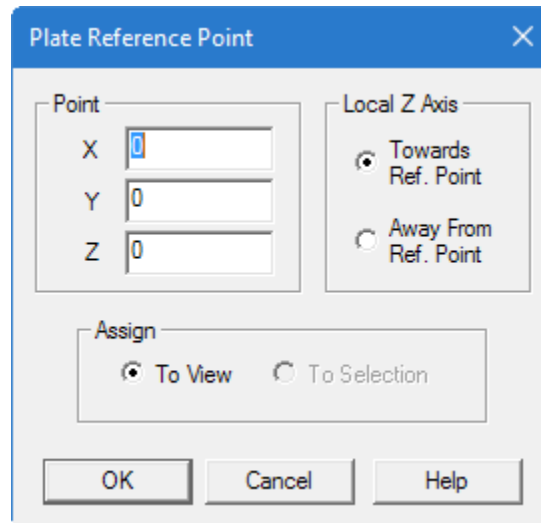 Plate Reference Point
Point
X 0
Y 0
Z 0
Local Z Axis
Towards
Ref. Point
Away From
Ref. Point
Assign
To View To Selection
OK Cancel Help